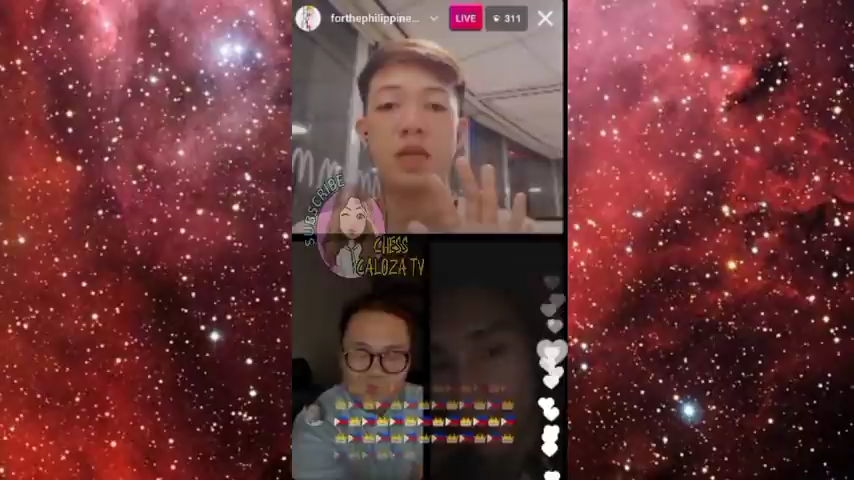 forthephilippine...
LIVE
311
SUBSCRIBE
CHESS
CALOZA TV